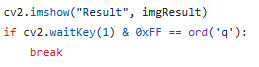 cv2.imshow("Result", imgResult)
if cv2.waitKey(1) & 0xFF == ord('q'):
    break